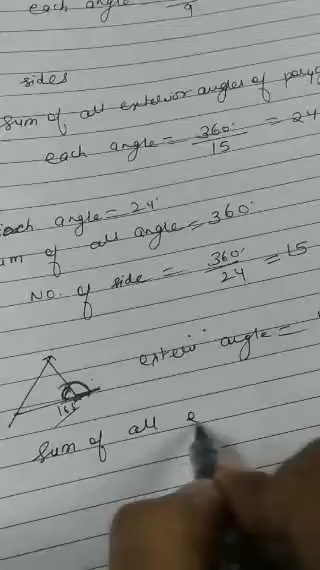 each angle 9
sides
Sum of all exterior angles of
each angle = 360° / 15 = 24
each angle = 24°
of all angle = 360°
No. of side = 360° / 24 = 15
exterior angle =
165
Sum of all e